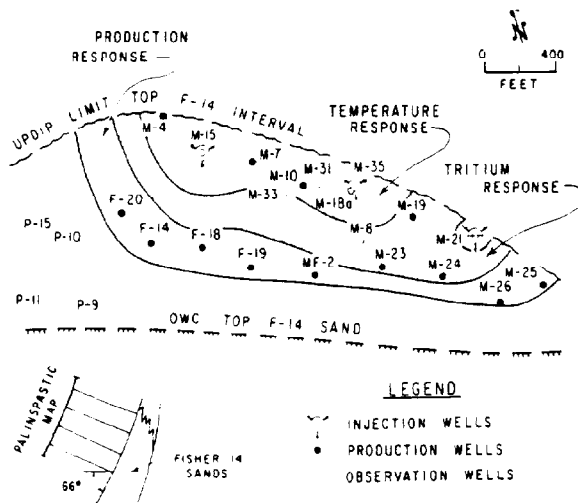 PRODUCTION
RESPONSE
N
0 400
FEET
UPDIP LIMIT TOP F-14 INTERVAL
TEMPERATURE
RESPONSE
TRITIUM
RESPONSE
M-4
M-15
M-7
M-10
M-31
M-35
M-33
M-18a
M-19
M-8
M-21
F-20
F-14
F-18
F-19
MF-2
M-23
M-24
M-25
M-26
P-15
P-10
P-11
P-9
OWC TOP F-14 SAND
PALINSPASTIC
MAP
66°
FISHER 14
SANDS
LEGEND
INJECTION WELLS
PRODUCTION WELLS
OBSERVATION WELLS